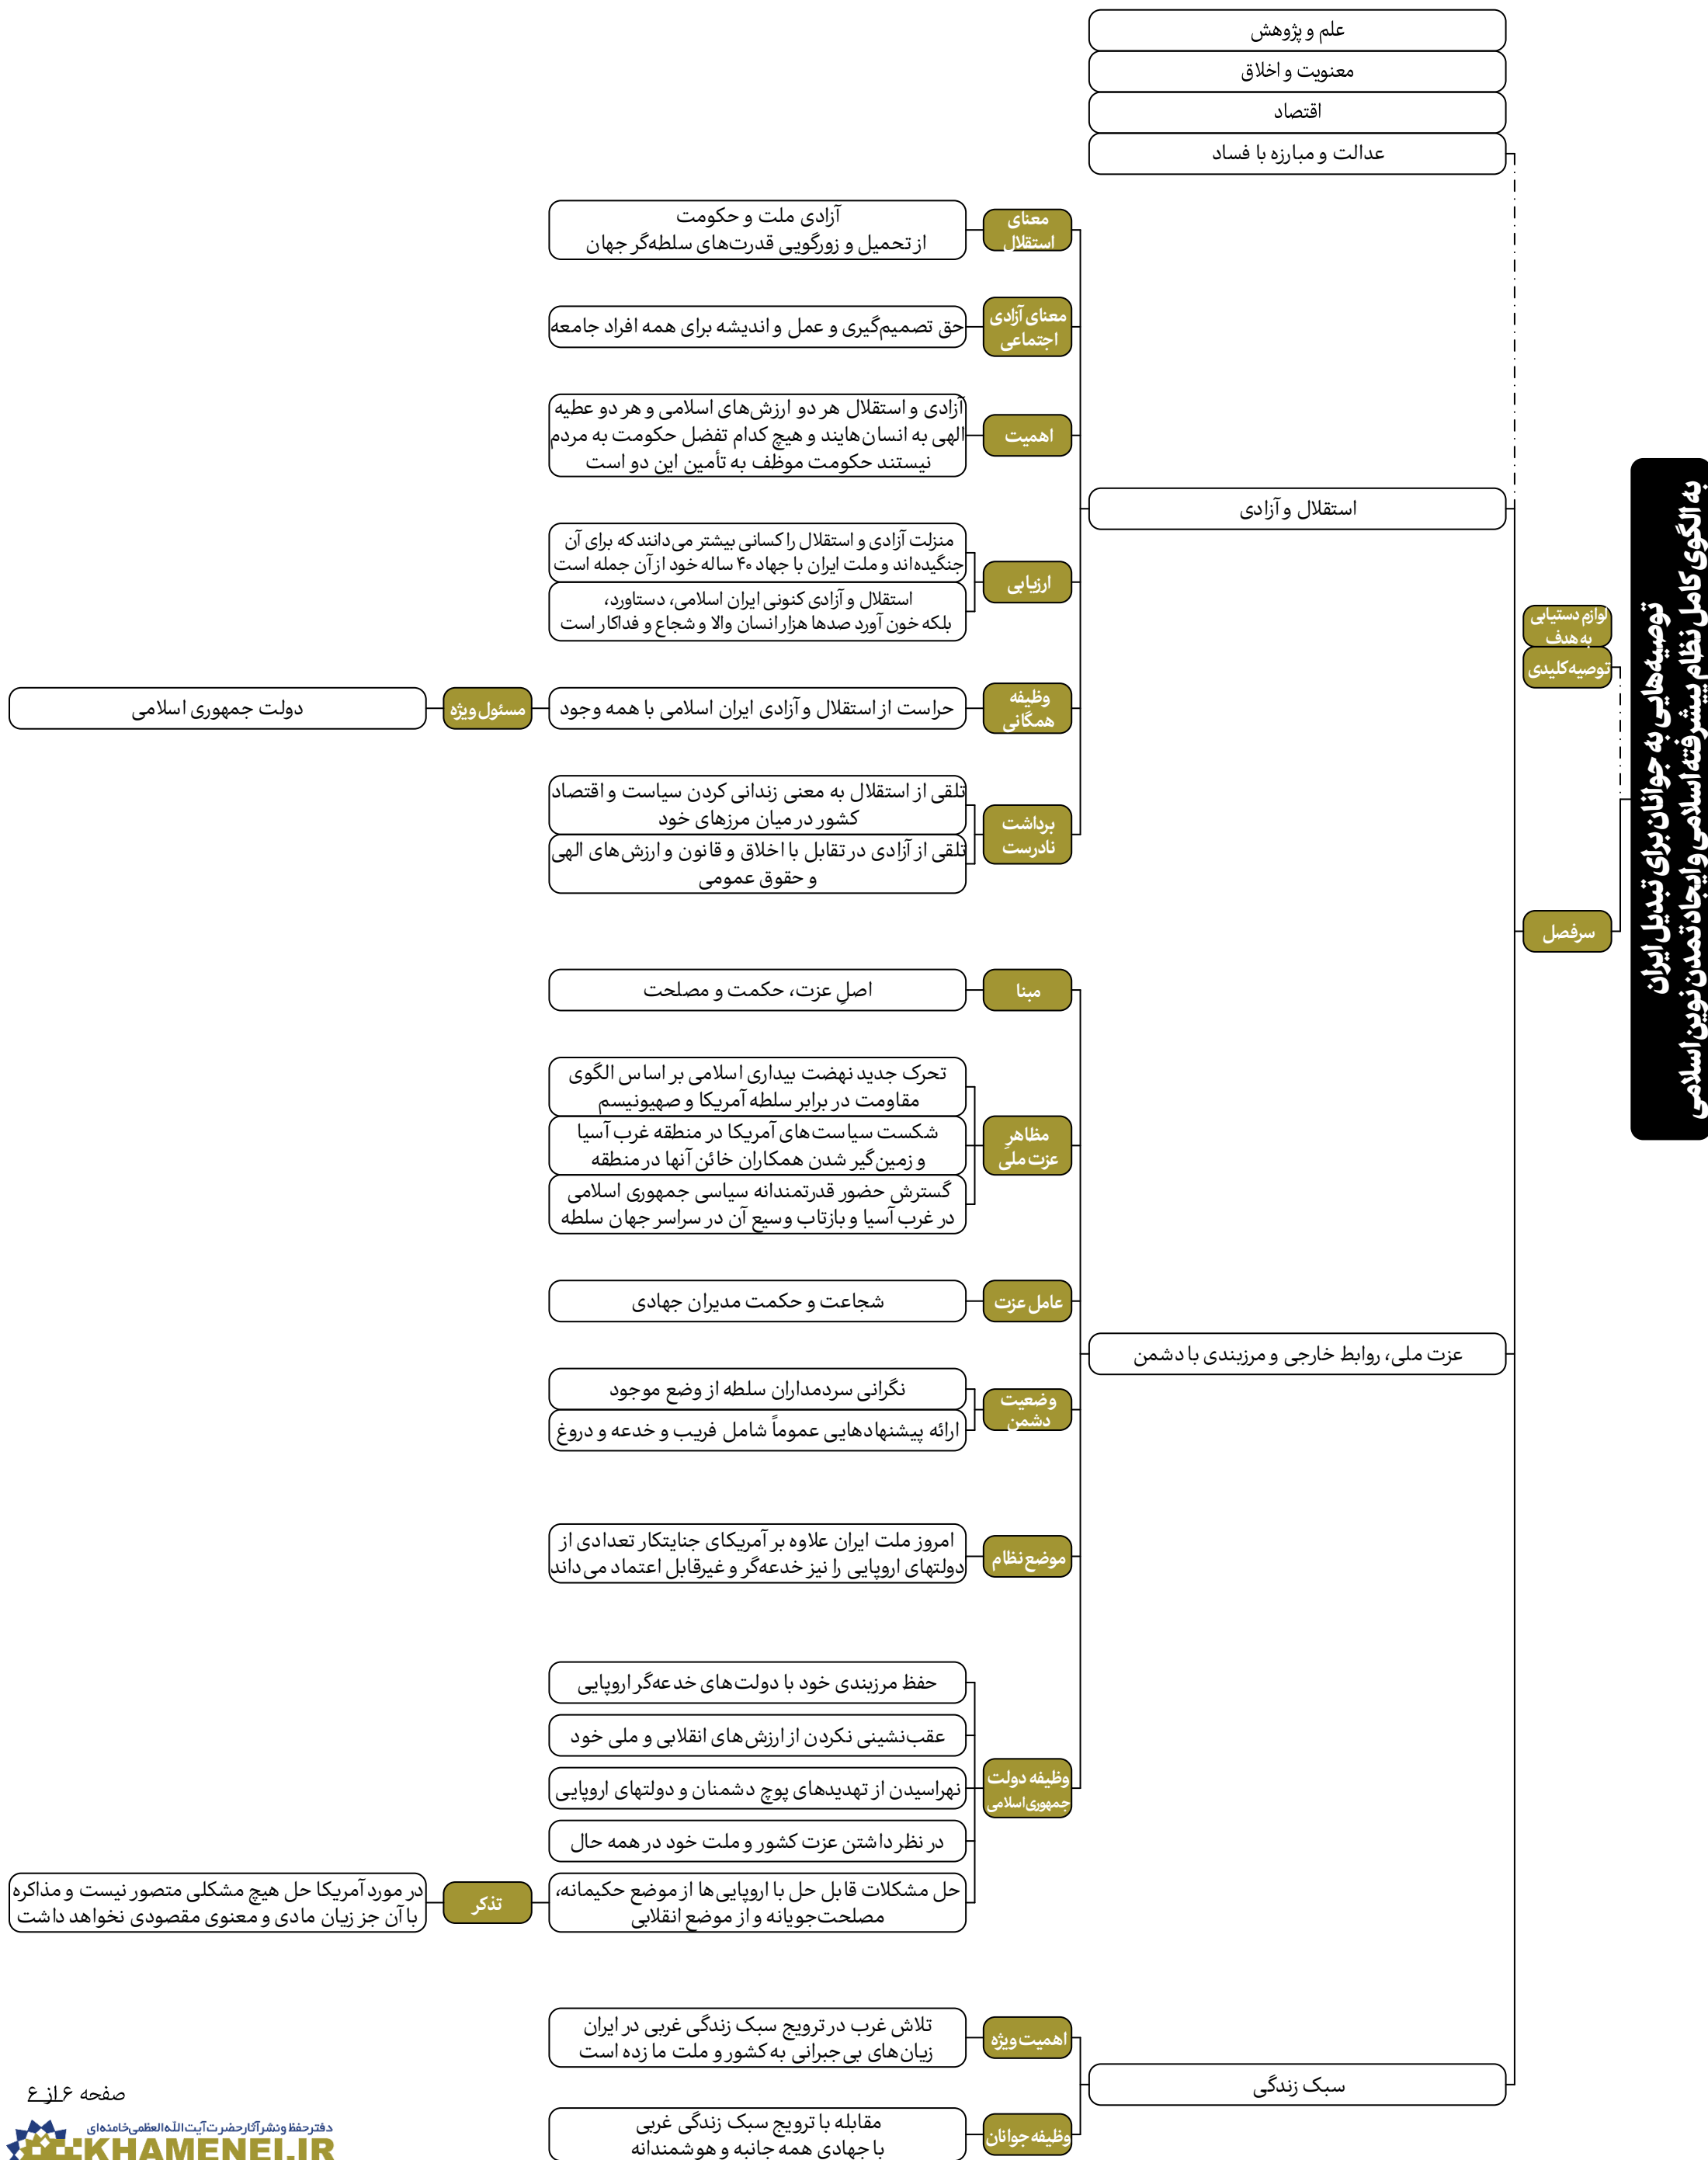 توصیه‌هایی به جوانان برای تبدیل ایران
به الگوی کامل نظام پیشرفته اسلامی و ایجاد تمدن نوین اسلامی
لوازم دستیابی
به هدف
توصیه کلیدی
سرفصل
علم و پژوهش
معنویت و اخلاق
اقتصاد
عدالت و مبارزه با فساد
استقلال و آزادی
معنای
استقلال
آزادی ملت و حکومت
از تحمیل و زورگویی قدرت‌های سلطه‌گر جهان
معنای آزادی
اجتماعی
حق تصمیم‌گیری و عمل و اندیشه برای همه افراد جامعه
اهمیت
آزادی و استقلال هر دو ارزش‌های اسلامی و هر دو عطیه
الهی به انسان‌هایند و هیچ کدام تفضل حکومت به مردم
نیستند حکومت موظف به تأمین این دو است
ارزیابی
منزلت آزادی و استقلال را کسانی بیشتر می‌دانند که برای آن
جنگیده‌اند و ملت ایران با جهاد ۴۰ ساله خود از آن جمله است
استقلال و آزادی کنونی ایران اسلامی، دستاورد،
بلکه خون آورد صدها هزار انسان والا و شجاع و فداکار است
وظیفه
همگانی
حراست از استقلال و آزادی ایران اسلامی با همه وجود
مسئول ویژه
دولت جمهوری اسلامی
برداشت
نادرست
تلقی از استقلال به معنی زندانی کردن سیاست و اقتصاد
کشور در میان مرزهای خود
تلقی از آزادی در تقابل با اخلاق و قانون و ارزش‌های الهی
و حقوق عمومی
عزت ملی، روابط خارجی و مرزبندی با دشمن
مبنا
اصلِ عزت، حکمت و مصلحت
مظاهرِ
عزت ملی
تحرک جدید نهضت بیداری اسلامی بر اساس الگوی
مقاومت در برابر سلطه آمریکا و صهیونیسم
شکست سیاست‌های آمریکا در منطقه غرب آسیا
و زمین‌گیر شدن همکاران خائن آنها در منطقه
گسترش حضور قدرتمندانه سیاسی جمهوری اسلامی
در غرب آسیا و بازتاب وسیع آن در سراسر جهان سلطه
عامل عزت
شجاعت و حکمت مدیران جهادی
وضعیت
دشمن
نگرانی سردمداران سلطه از وضع موجود
ارائه پیشنهادهایی عموماً شامل فریب و خدعه و دروغ
موضع نظام
امروز ملت ایران علاوه بر آمریکای جنایتکار تعدادی از
دولتهای اروپایی را نیز خدعه‌گر و غیرقابل اعتماد می‌داند
وظیفه دولت
جمهوری اسلامی
حفظ مرزبندی خود با دولت‌های خدعه‌گر اروپایی
عقب‌نشینی نکردن از ارزش‌های انقلابی و ملی خود
نهراسیدن از تهدیدهای پوچ دشمنان و دولتهای اروپایی
در نظر داشتن عزت کشور و ملت خود در همه حال
حل مشکلات قابل حل با اروپایی‌ها از موضع حکیمانه،
مصلحت‌جویانه و از موضع انقلابی
تذکر
در مورد آمریکا حل هیچ مشکلی متصور نیست و مذاکره
با آن جز زیان مادی و معنوی مقصودی نخواهد داشت
سبک زندگی
اهمیت ویژه
تلاش غرب در ترویج سبک زندگی غربی در ایران
زیان‌های بی‌جبرانی به کشور و ملت ما زده است
وظیفه جوانان
مقابله با ترویج سبک زندگی غربی
با جهادی همه جانبه و هوشمندانه
صفحه ۶ از ۶
دفتر حفظ و نشر آثار حضرت آیت‌الله‌العظمی خامنه‌ای
KHAMENEI.IR